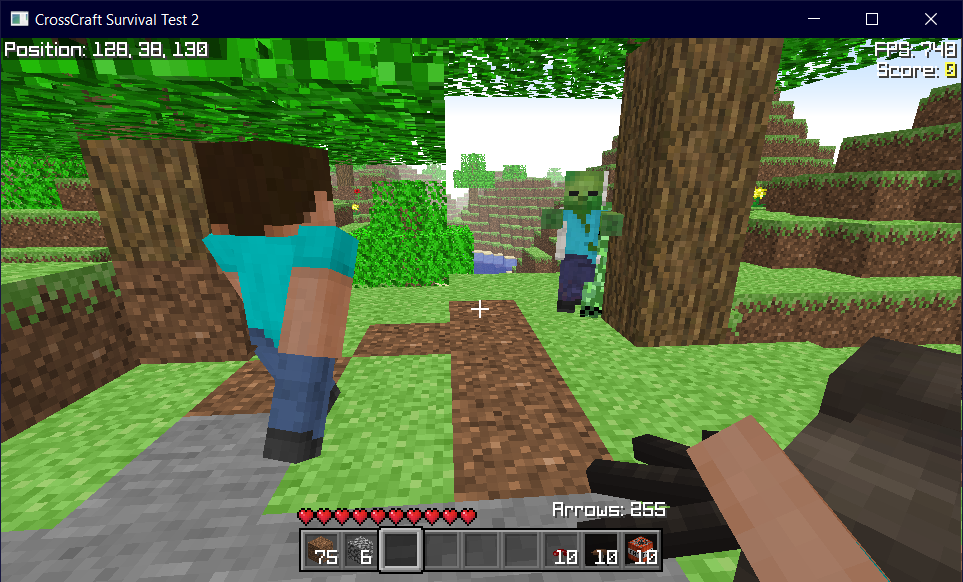 CrossCraft Survival Test 2
Position: 128, 38, 130
FPS: 740
Score: 0
Arrows: 255
75 6 10 10 10